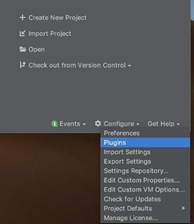 Create New Project
Import Project
Open
Check out from Version Control
Events Configure Get Help
Preferences
Plugins
Import Settings
Export Settings
Settings Repository...
Edit Custom Properties...
Edit Custom VM Options...
Check for Updates
Project Defaults
Manage License...